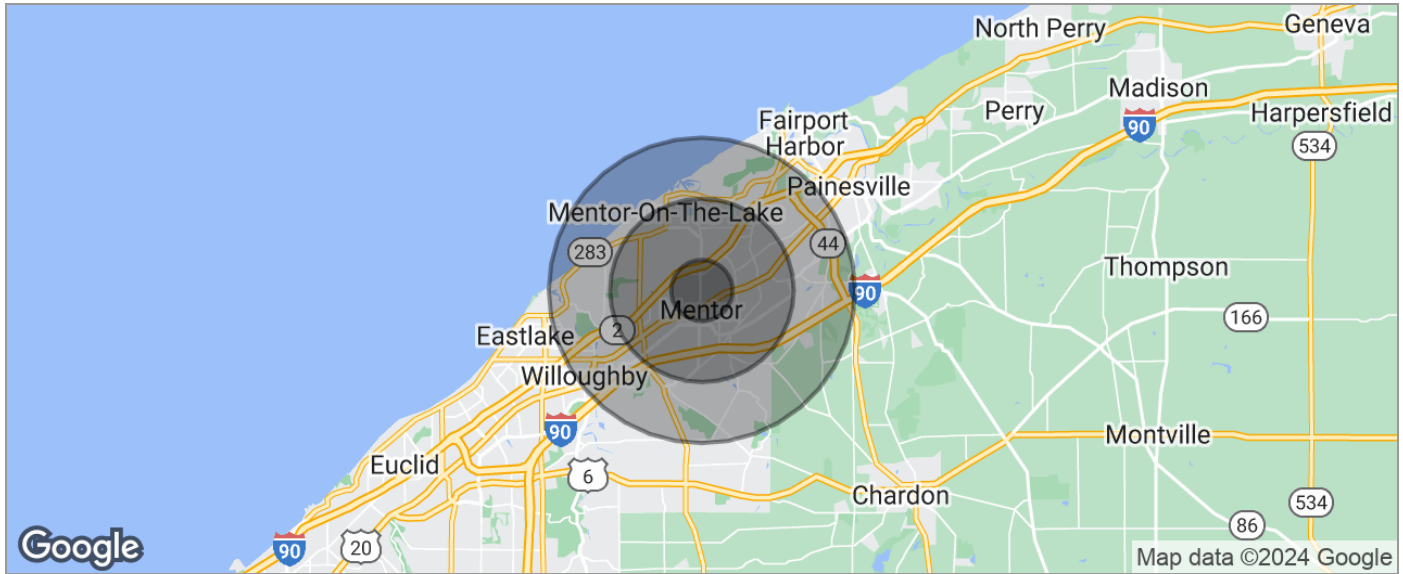 North Perry
Geneva
Madison
Perry
Harpersfield
90
534
Fairport
Harbor
Painesville
Mentor-On-The-Lake
283
44
Thompson
90
Mentor
166
2
Eastlake
Willoughby
90
Montville
Euclid
6
Chardon
534
86
90
20
Google
Map data ©2024 Google